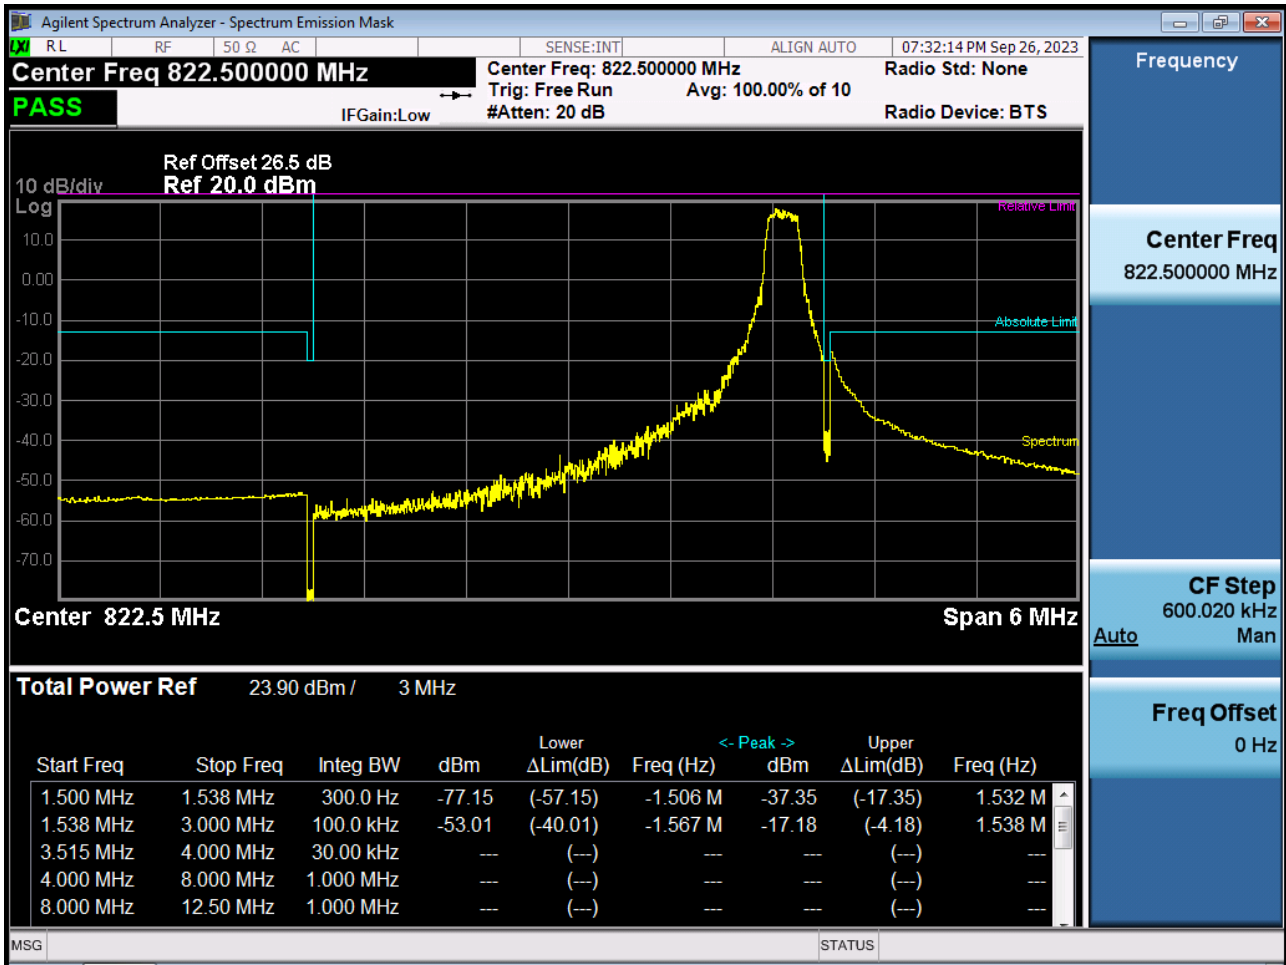 Agilent Spectrum Analyzer - Spectrum Emission Mask
LXI RL RF 50 Ω AC SENSE:INT ALIGN AUTO 07:32:14 PM Sep 26, 2023
Center Freq 822.500000 MHz
Center Freq: 822.500000 MHz Radio Std: None
Trig: Free Run Avg: 100.00% of 10
PASS
IFGain:Low #Atten: 20 dB Radio Device: BTS
Ref Offset 26.5 dB
10 dB/div Ref 20.0 dBm
Log
Relative Limit
10.0
0.00
-10.0
Absolute Limit
-20.0
-30.0
-40.0
Spectrum
-50.0
-60.0
-70.0
Center 822.5 MHz Span 6 MHz
Total Power Ref 23.90 dBm / 3 MHz
Lower <- Peak -> Upper
Start Freq Stop Freq Integ BW dBm ΔLim(dB) Freq (Hz) dBm ΔLim(dB) Freq (Hz)
1.500 MHz 1.538 MHz 300.0 Hz -77.15 (-57.15) -1.506 M -37.35 (-17.35) 1.532 M
1.538 MHz 3.000 MHz 100.0 kHz -53.01 (-40.01) -1.567 M -17.18 (-4.18) 1.538 M
3.515 MHz 4.000 MHz 30.00 kHz --- (---) --- --- (---) ---
4.000 MHz 8.000 MHz 1.000 MHz --- (---) --- --- (---) ---
8.000 MHz 12.50 MHz 1.000 MHz --- (---) --- --- (---) ---
MSG STATUS
Frequency
Center Freq
822.500000 MHz
CF Step
600.020 kHz
Auto Man
Freq Offset
0 Hz